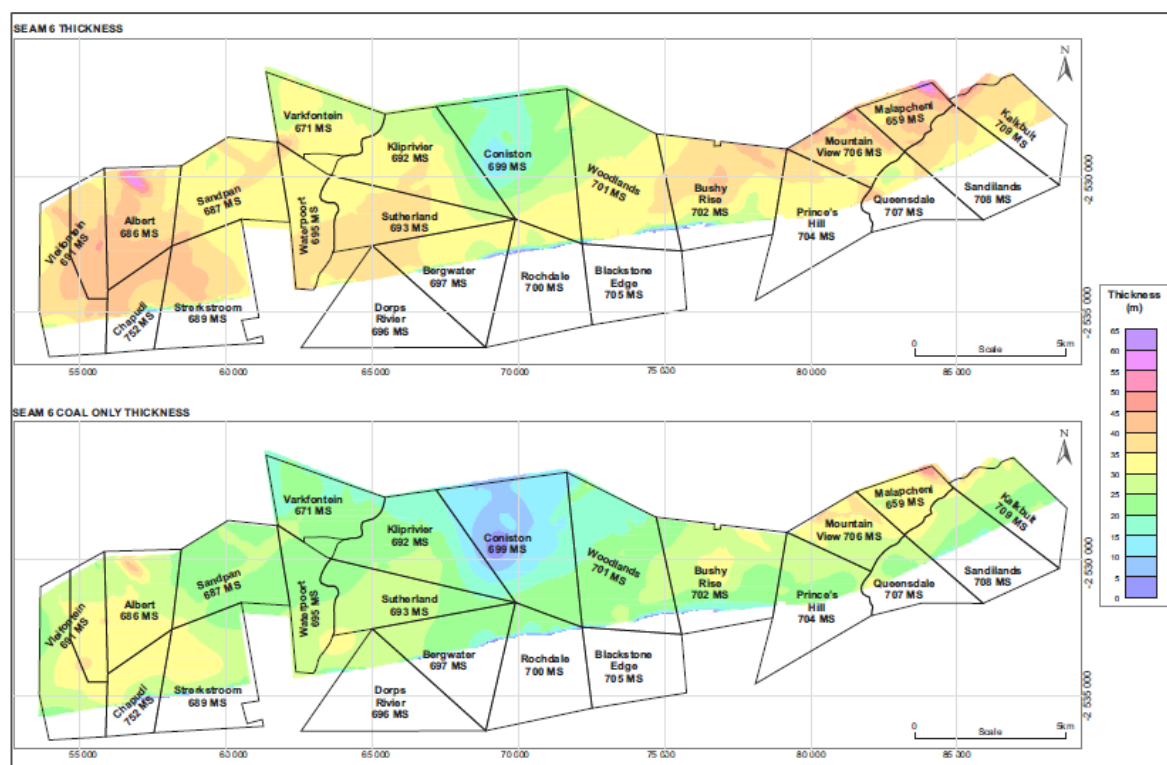 SEAM 6 THICKNESS
N
Varkfontein
671 MS
Kliprivier
692 MS
Coniston
699 MS
Malapcheni
659 MS
Kalkbult
709 MS
Mountain
View 706 MS
Woodlands
701 MS
Sandpan
687 MS
Albert
686 MS
Vleifontein
691 MS
Waterpoort
695 MS
Sutherland
693 MS
Bushy
Rise
702 MS
Prince's
Hill
704 MS
Queensdale
707 MS
Sandilands
708 MS
Chapudi
752 MS
Sterkstroom
689 MS
Bergwater
697 MS
Rochdale
700 MS
Blackstone
Edge
705 MS
Dorps
Rivier
696 MS
-2 530 000
-2 535 000
0 5km
Scale
55 000 60 000 65 000 70 000 75 000 80 000 85 000
SEAM 6 COAL ONLY THICKNESS
N
Varkfontein
671 MS
Kliprivier
692 MS
Coniston
699 MS
Malapcheni
659 MS
Kalkbult
709 MS
Mountain
View 706 MS
Woodlands
701 MS
Sandpan
687 MS
Albert
686 MS
Vleifontein
691 MS
Waterpoort
695 MS
Sutherland
693 MS
Bushy
Rise
702 MS
Prince's
Hill
704 MS
Queensdale
707 MS
Sandilands
708 MS
Chapudi
752 MS
Sterkstroom
689 MS
Bergwater
697 MS
Rochdale
700 MS
Blackstone
Edge
705 MS
Dorps
Rivier
696 MS
-2 530 000
-2 535 000
0 5km
Scale
55 000 60 000 65 000 70 000 75 000 80 000 85 000
Thickness
(m)
65
60
55
50
45
40
35
30
25
20
15
10
5
0